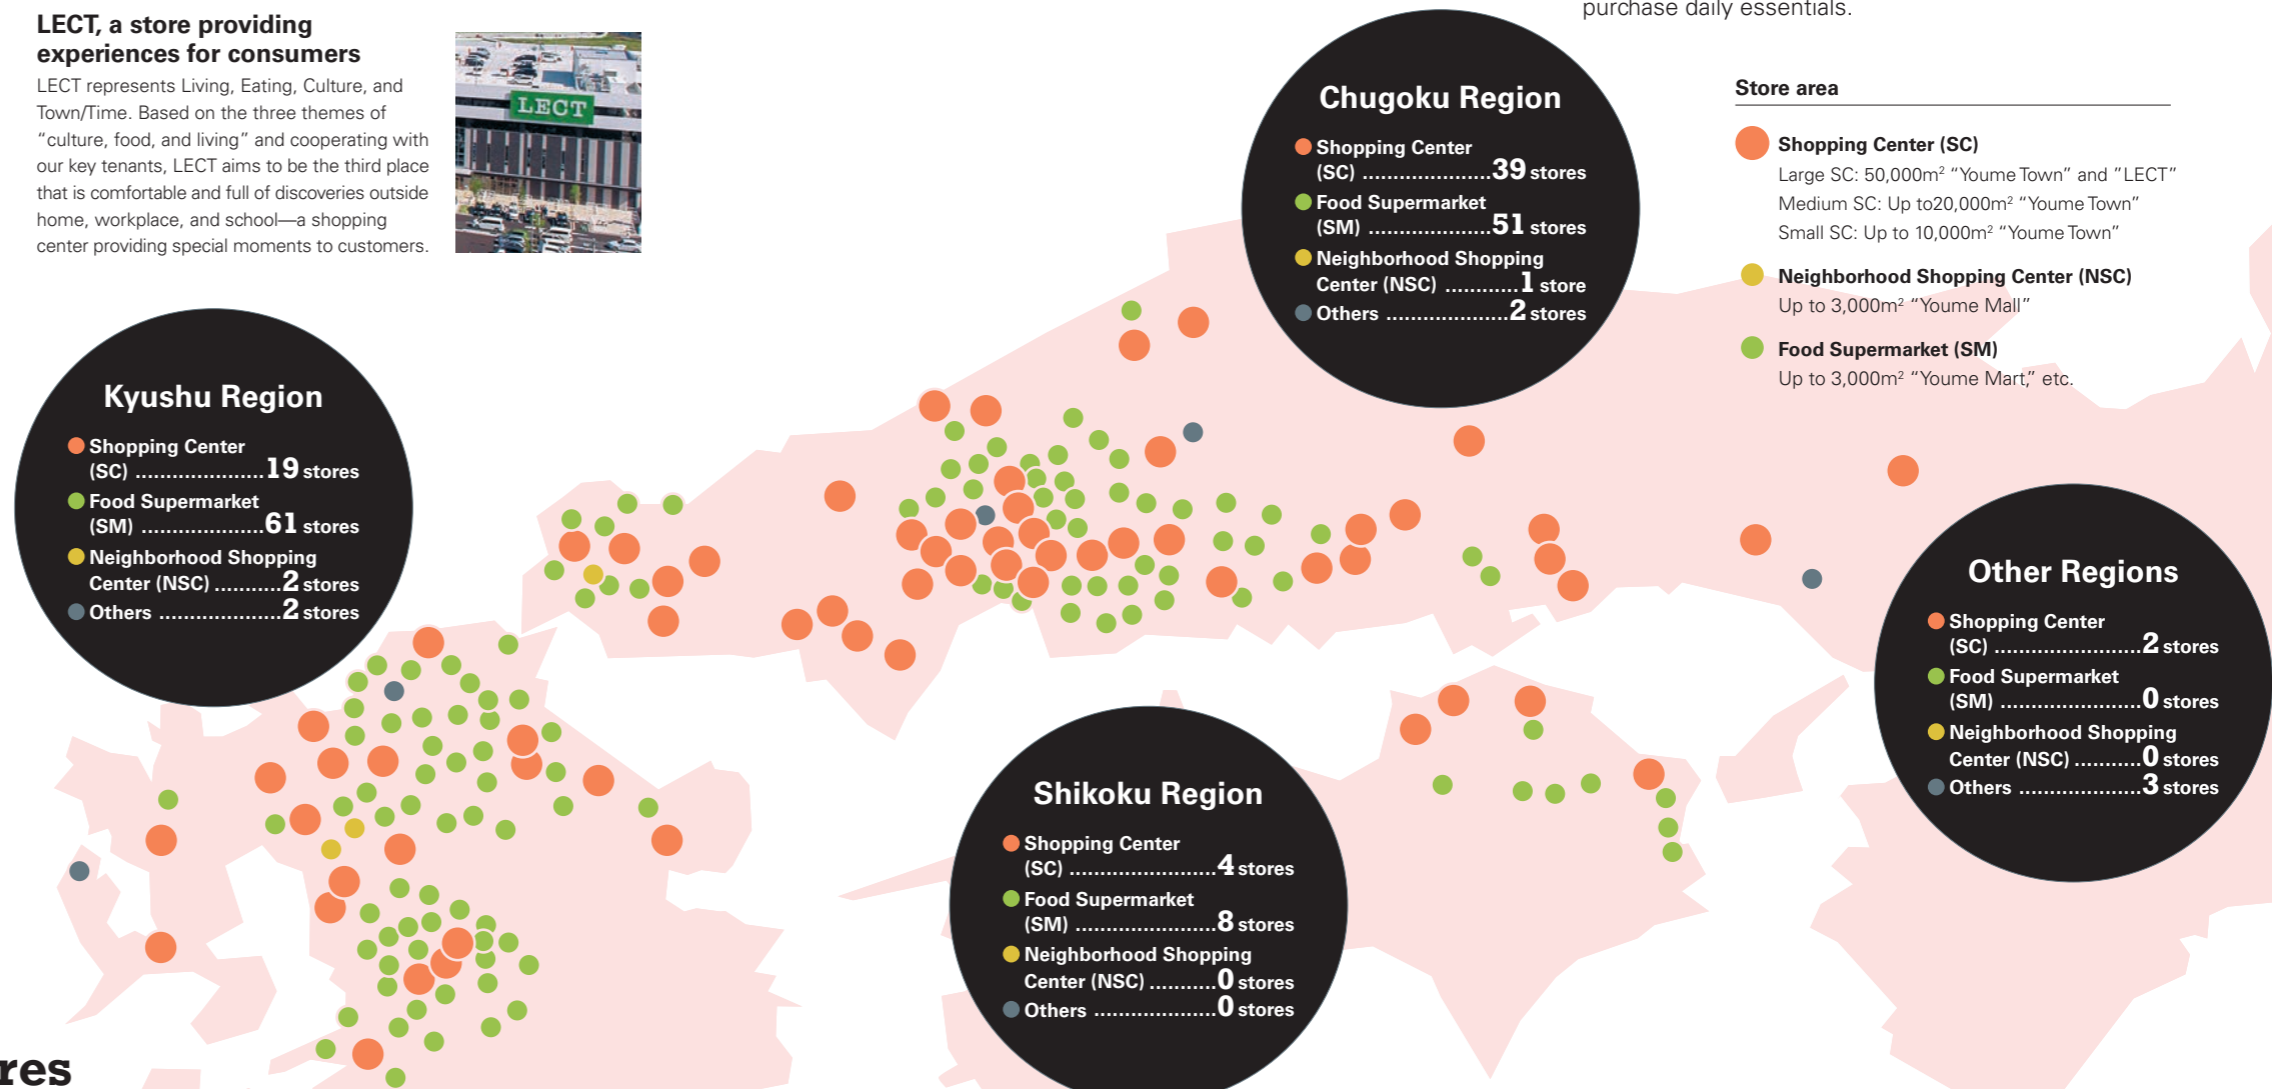 LECT, a store providing
experiences for consumers
LECT represents Living, Eating, Culture, and
Town/Time. Based on the three themes of
“culture, food, and living” and cooperating with
our key tenants, LECT aims to be the third place
that is comfortable and full of discoveries outside
home, workplace, and school—a shopping
center providing special moments to customers.
LECT
purchase daily essentials.
Chugoku Region
Shopping Center
(SC) .....................39 stores
Food Supermarket
(SM) ....................51 stores
Neighborhood Shopping
Center (NSC) ............1 store
Others ....................2 stores
Store area
Shopping Center (SC)
Large SC: 50,000m² “Youme Town” and “LECT”
Medium SC: Up to20,000m² “Youme Town”
Small SC: Up to 10,000m² “Youme Town”
Neighborhood Shopping Center (NSC)
Up to 3,000m² “Youme Mall”
Food Supermarket (SM)
Up to 3,000m² “Youme Mart,” etc.
Kyushu Region
Shopping Center
(SC) .....................19 stores
Food Supermarket
(SM) ....................61 stores
Neighborhood Shopping
Center (NSC) ...........2 stores
Others ....................2 stores
Other Regions
Shopping Center
(SC) ........................2 stores
Food Supermarket
(SM) .......................0 stores
Neighborhood Shopping
Center (NSC) ...........0 stores
Others ....................3 stores
Shikoku Region
Shopping Center
(SC) ........................4 stores
Food Supermarket
(SM) .......................8 stores
Neighborhood Shopping
Center (NSC) ...........0 stores
Others ....................0 stores
res